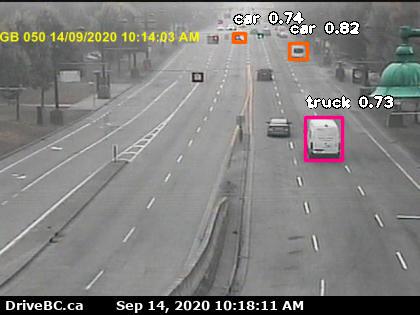 car 0.74
car 0.82
GB 050 14/09/2020 10:14:03 AM
truck 0.73
DriveBC.ca Sep 14, 2020 10:18:11 AM